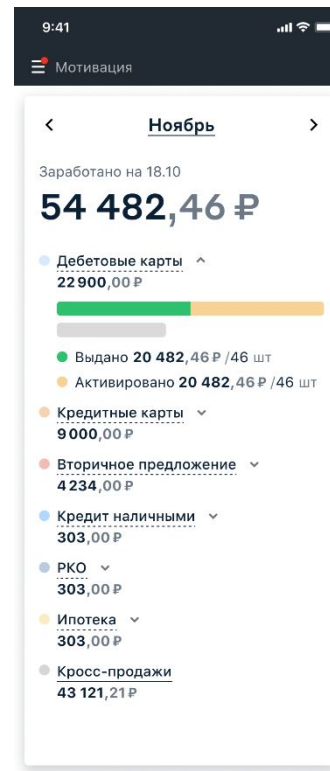 9:41
Мотивация
Ноябрь
Заработано на 18.10
54 482,46 ₽
Дебетовые карты
22 900,00 ₽
Выдано 20 482,46 ₽ /46 шт
Активировано 20 482,46 ₽ /46 шт
Кредитные карты
9 000,00 ₽
Вторичное предложение
4 234,00 ₽
Кредит наличными
303,00 ₽
РКО
303,00 ₽
Ипотека
303,00 ₽
Кросс-продажи
43 121,21 ₽